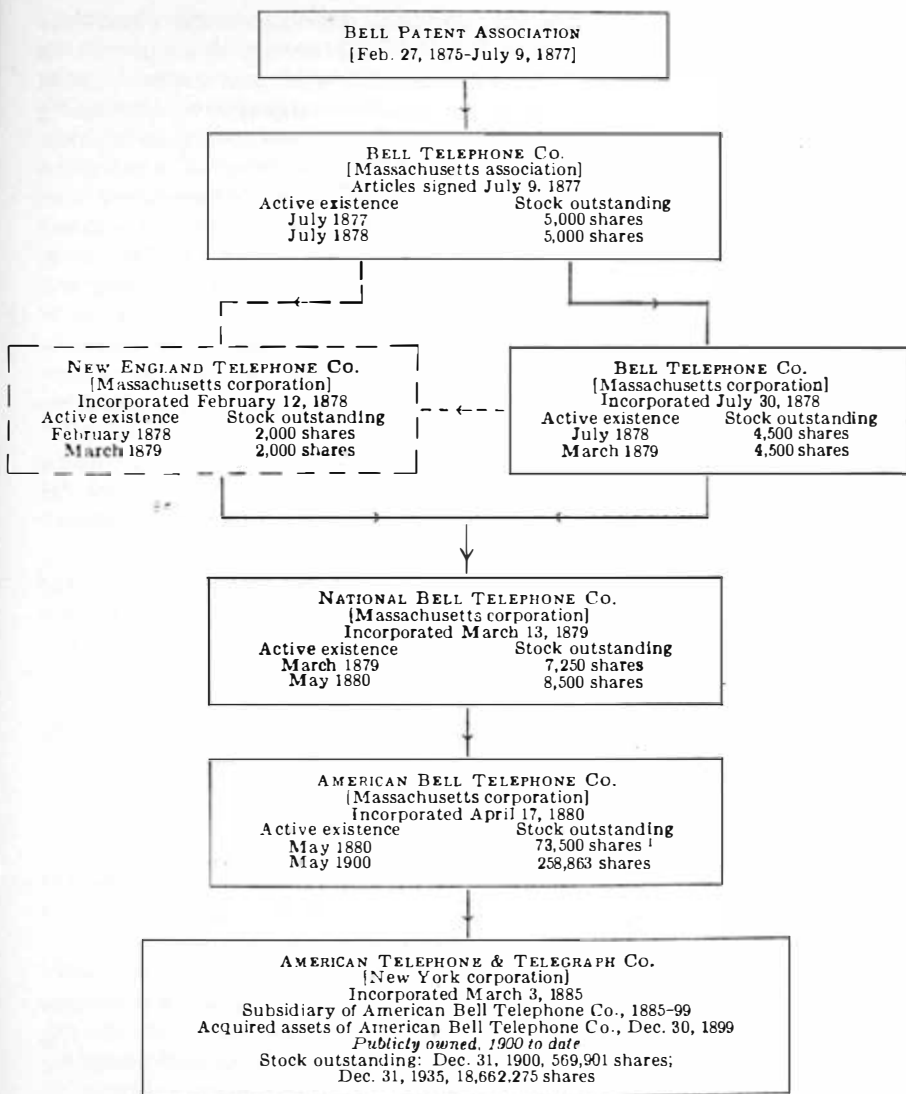 BELL PATENT ASSOCIATION
[Feb. 27, 1875-July 9, 1877]
BELL TELEPHONE CO.
[Massachusetts association]
Articles signed July 9. 1877
Active existence Stock outstanding
July 1877 5,000 shares
July 1878 5,000 shares
NEW ENGLAND TELEPHONE CO.
[Massachusetts corporation]
Incorporated February 12, 1878
Active existence Stock outstanding
February 1878 2,000 shares
March 1879 2,000 shares
BELL TELEPHONE CO.
[Massachusetts corporation]
Incorporated July 30, 1878
Active existence Stock outstanding
July 1878 4,500 shares
March 1879 4,500 shares
NATIONAL BELL TELEPHONE CO.
[Massachusetts corporation]
Incorporated March 13, 1879
Active existence Stock outstanding
March 1879 7,250 shares
May 1880 8,500 shares
AMERICAN BELL TELEPHONE CO.
[Massachusetts corporation]
Incorporated April 17, 1880
Active existence Stock outstanding
May 1880 73,500 shares ¹
May 1900 258,863 shares
AMERICAN TELEPHONE & TELEGRAPH CO.
[New York corporation]
Incorporated March 3, 1885
Subsidiary of American Bell Telephone Co., 1885-99
Acquired assets of American Bell Telephone Co., Dec. 30, 1899
Publicly owned, 1900 to date
Stock outstanding: Dec. 31, 1900, 569,901 shares;
Dec. 31, 1935, 18,662,275 shares